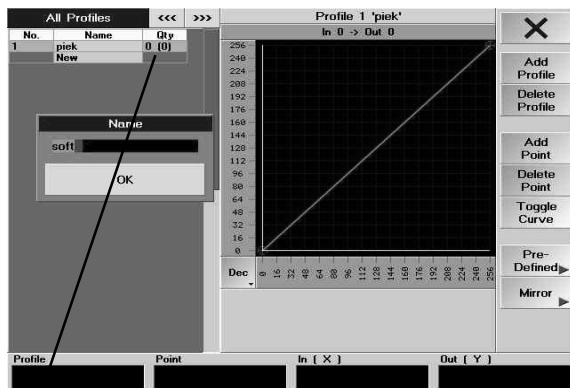 All Profiles <<< >>>
No. Name Qty
1 piek 0 (0)
New
Name
soft
OK
Profile 1 'piek'
In 0 -> Out 0
256
240
224
208
192
176
160
144
128
112
96
80
64
48
32
16
0
Dec
0 16 32 48 64 80 96 112 128 144 160 176 192 208 224 240 256
Add
Profile
Delete
Profile
Add
Point
Delete
Point
Toggle
Curve
Pre-
Defined
Mirror
Profile Point In ( X ) Out ( Y )